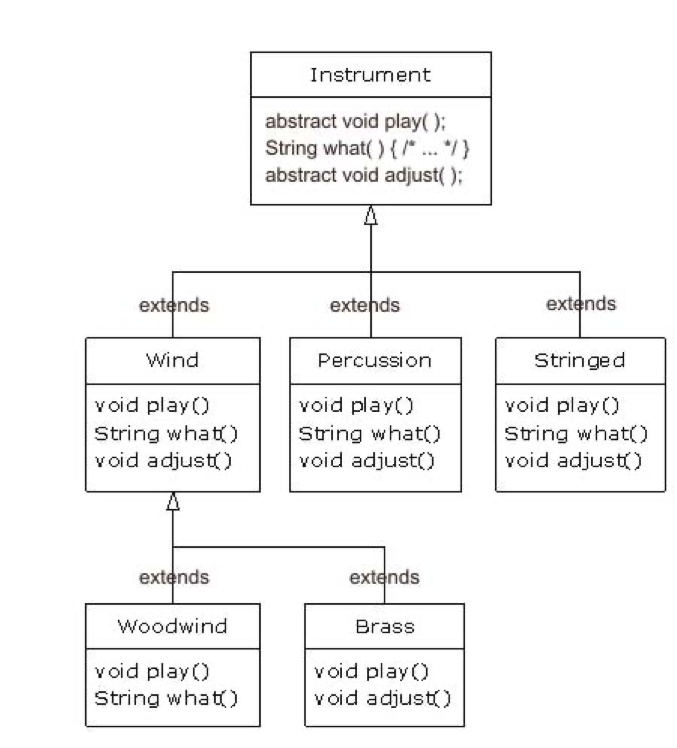 Instrument
abstract void play( );
String what( ) { /* ... */ }
abstract void adjust( );
extends
extends
extends
Wind
void play()
String what()
void adjust()
Percussion
void play()
String what()
void adjust()
Stringed
void play()
String what()
void adjust()
extends
extends
Woodwind
void play()
String what()
Brass
void play()
void adjust()